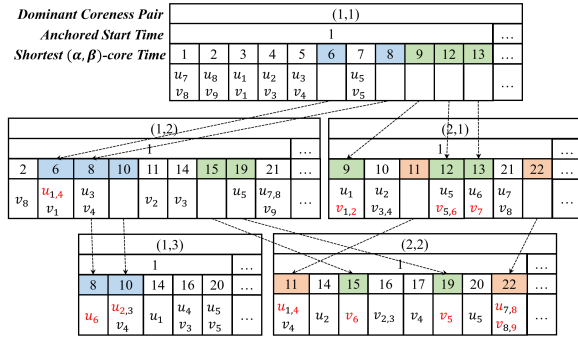 Dominant Coreness Pair (1,1)
Anchored Start Time 1 ...
Shortest (α, β)-core Time 1 2 3 4 5 6 7 8 9 12 13 ...
u7 u8 u1 u2 u3 u5 ...
v8 v9 v1 v3 v4 v5
(1,2) (2,1)
1 ... 1 ...
2 6 8 10 11 14 15 19 21 ... 9 10 11 12 13 21 22 ...
u1,4 u3 u5 u7,8 u1 u2 u5 u6 u7
v8 v1 v4 v2 v3 v9 ... v1,2 v3,4 v5,6 v7 v8 ...
(1,3) (2,2)
1 ... 1 ...
8 10 14 16 20 ... 11 14 15 16 17 19 20 22 ...
u6 u2,3 u1 u4 u5 ... u1,4 u2 v6 v2,3 v4 v5 u5 u7,8 ...
v4 v3 v5 v4 v8,9